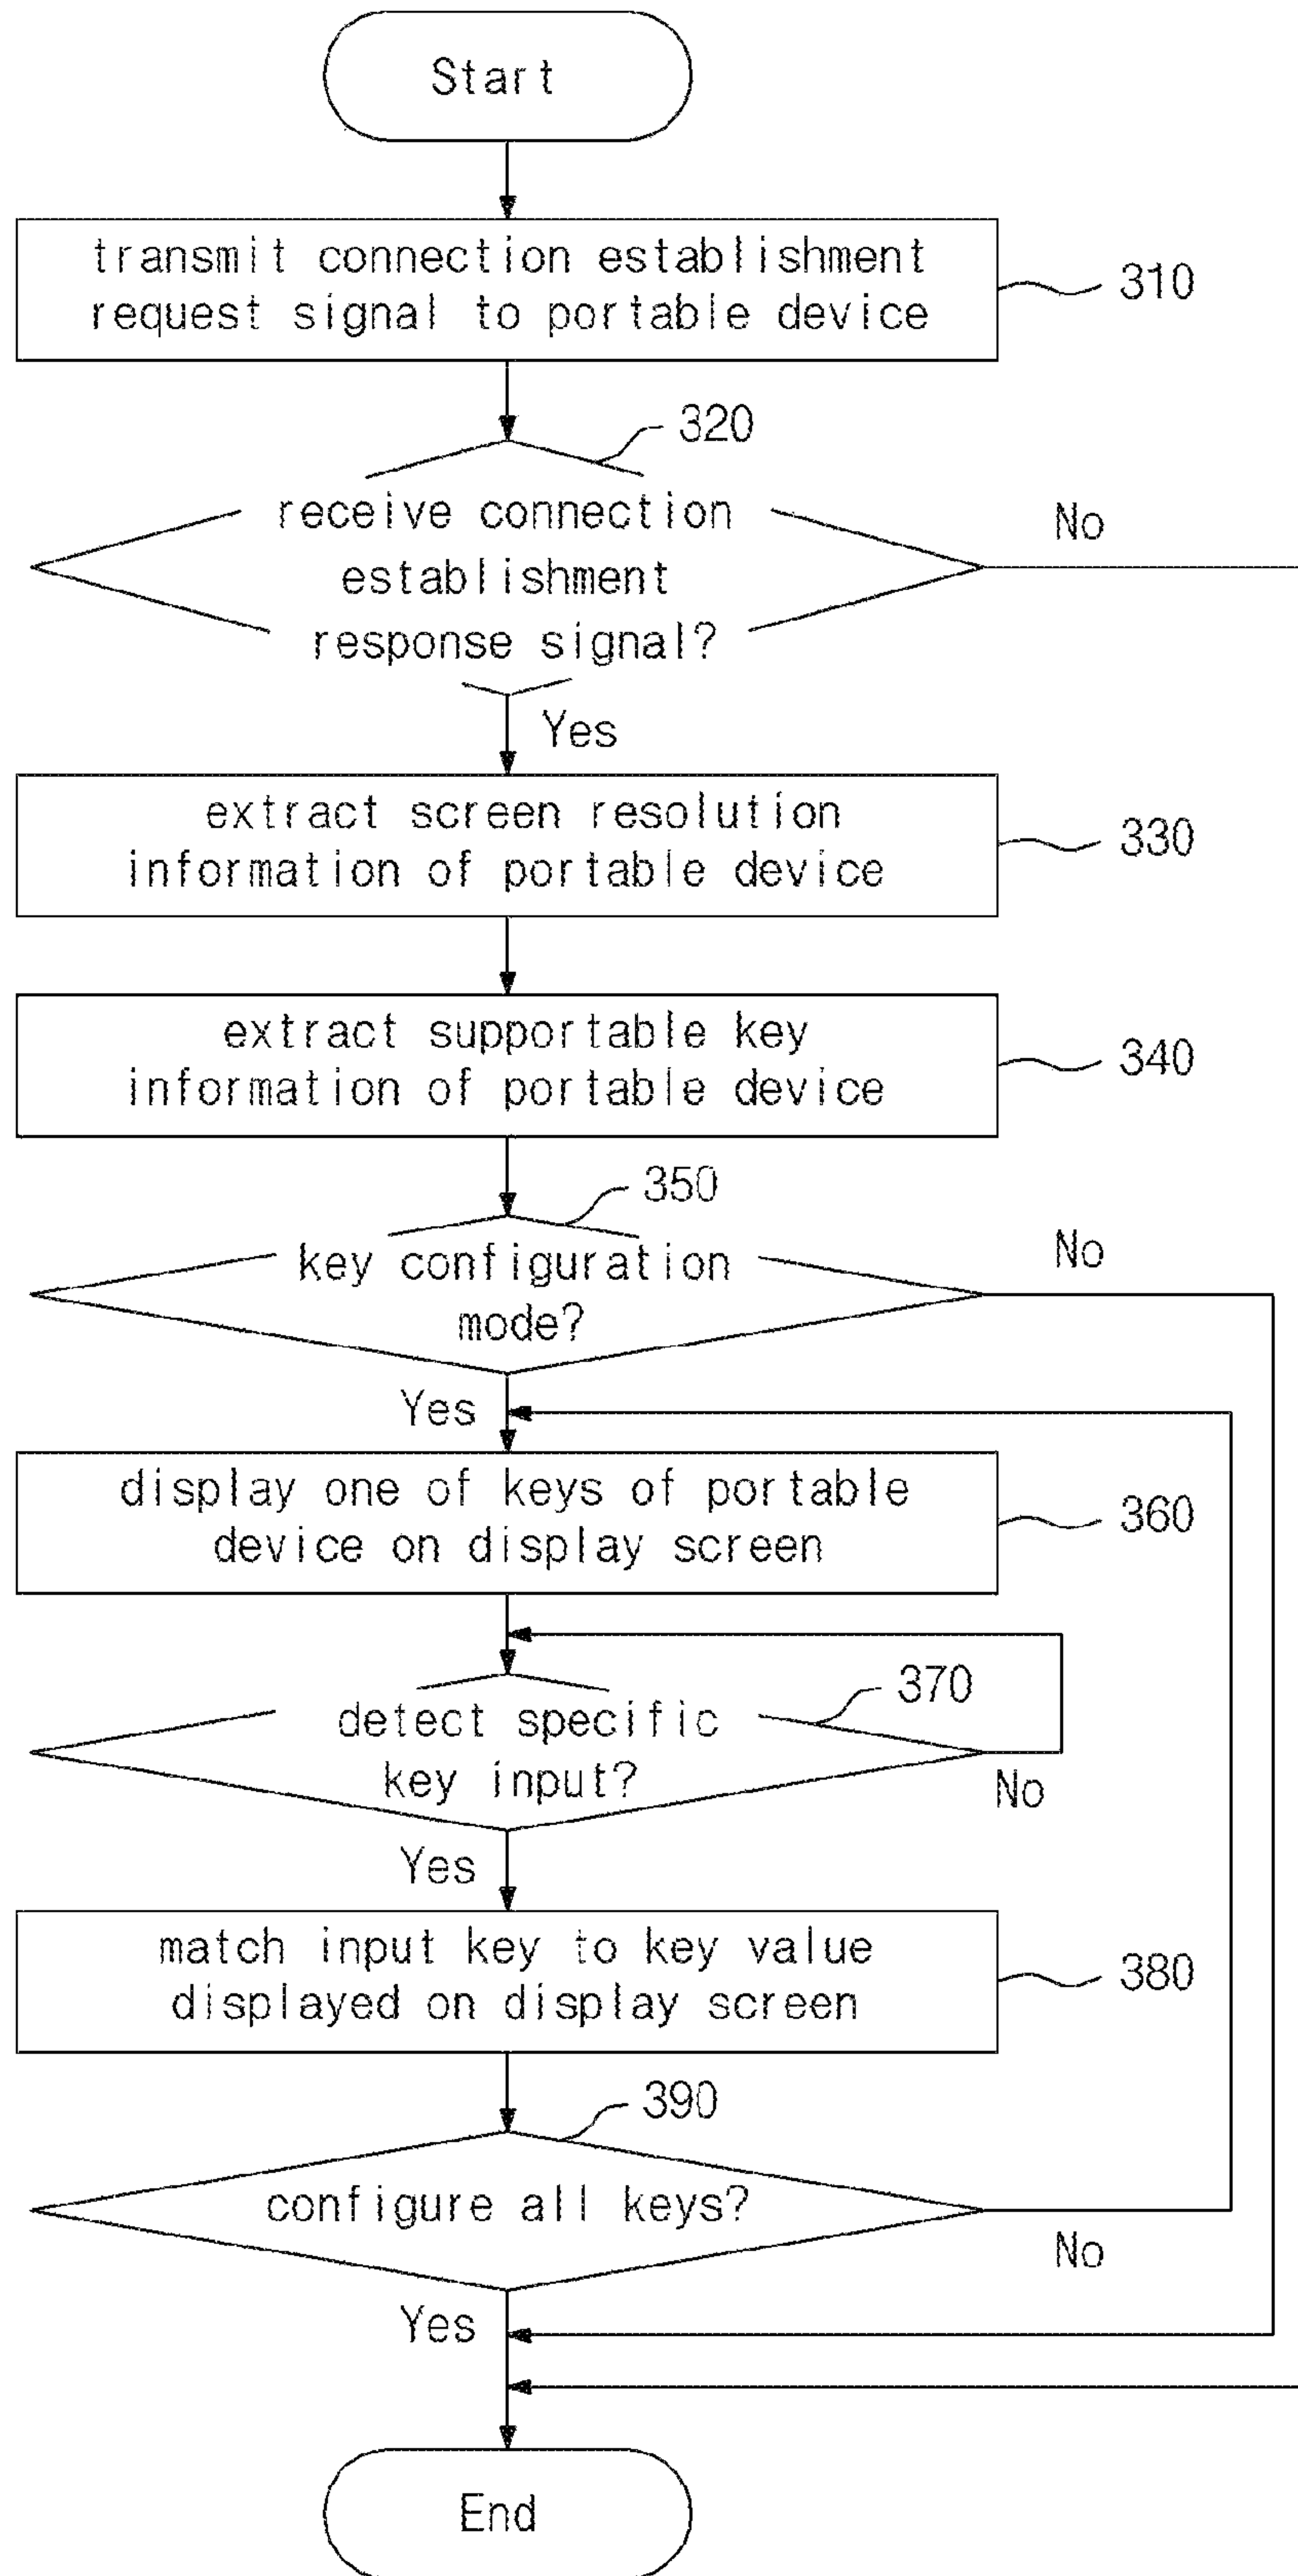 Start
transmit connection establishment
request signal to portable device
310
320
receive connection
establishment
response signal?
No
Yes
extract screen resolution
information of portable device
330
extract supportable key
information of portable device
340
350
key configuration
mode?
No
Yes
display one of keys of portable
device on display screen
360
370
detect specific
key input?
No
Yes
match input key to key value
displayed on display screen
380
390
configure all keys?
No
Yes
End